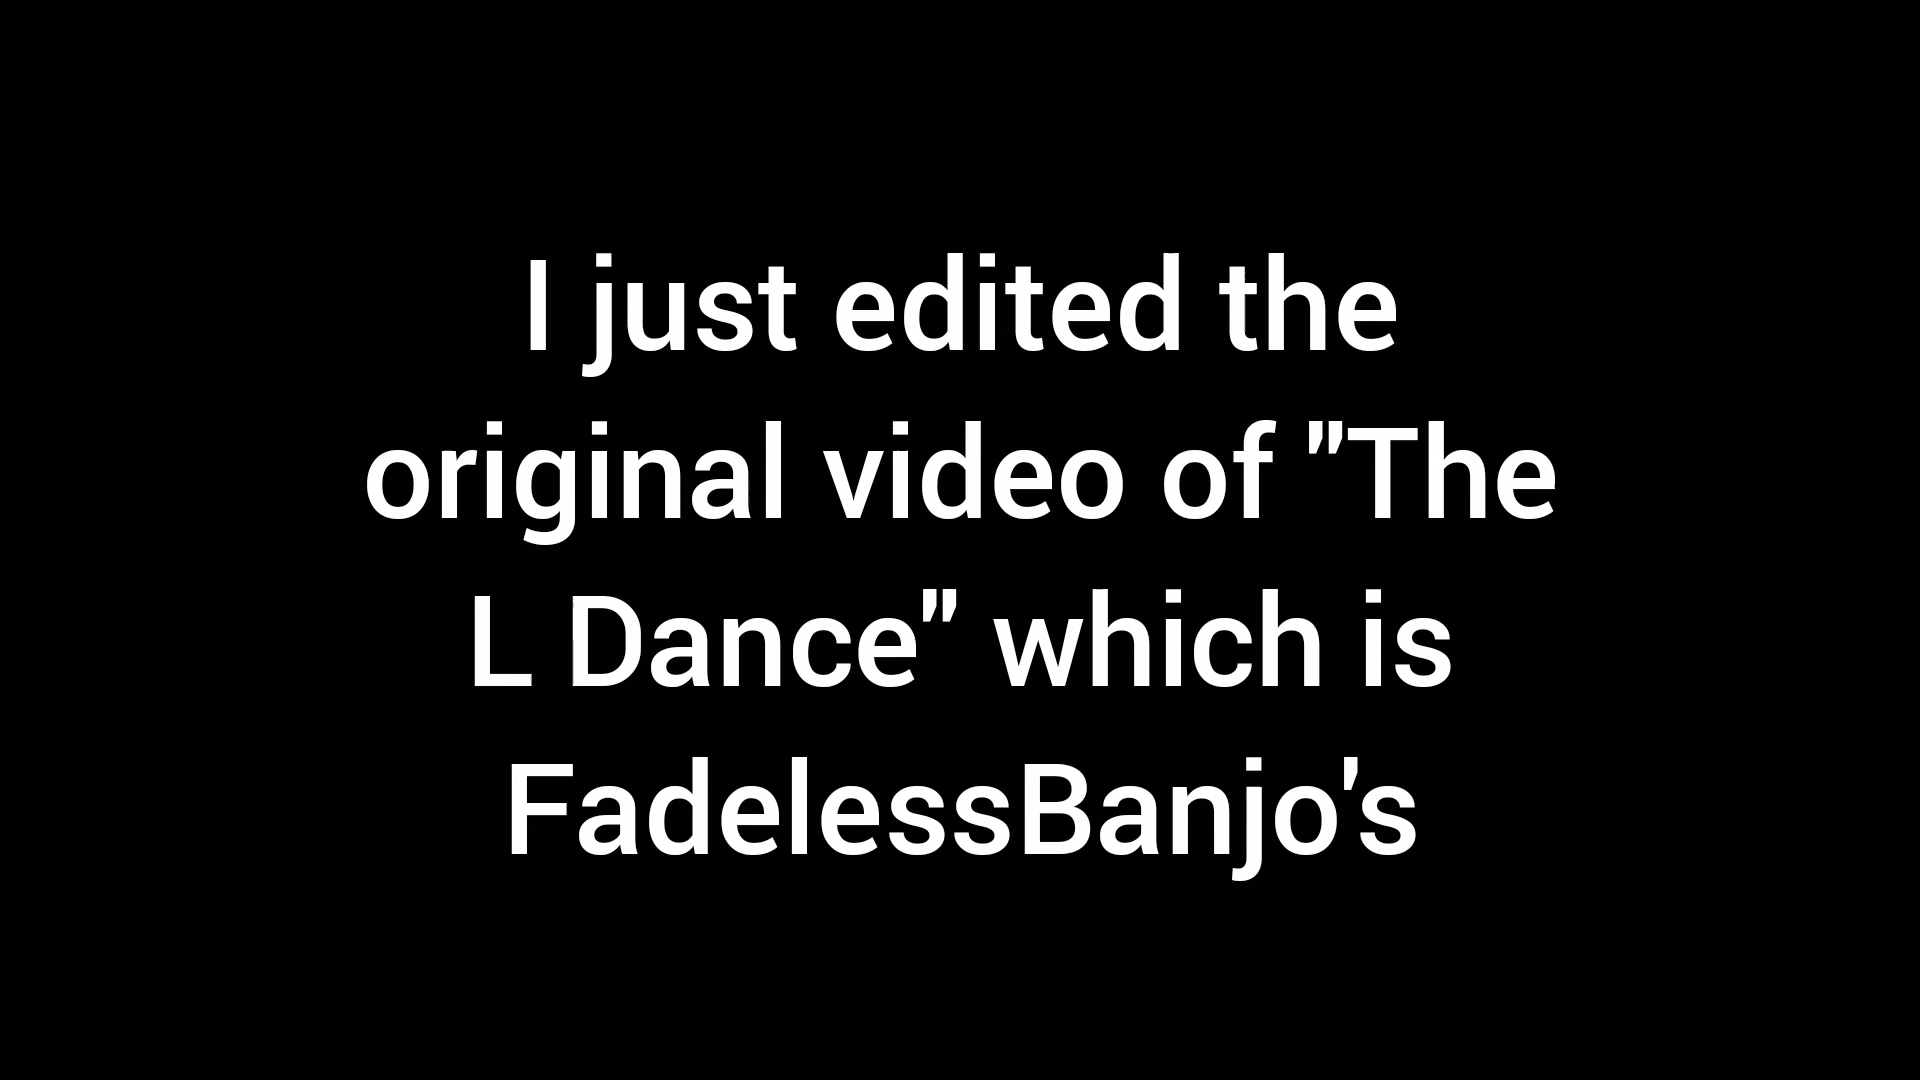 I just edited the
original video of "The
L Dance" which is
FadelessBanjo's